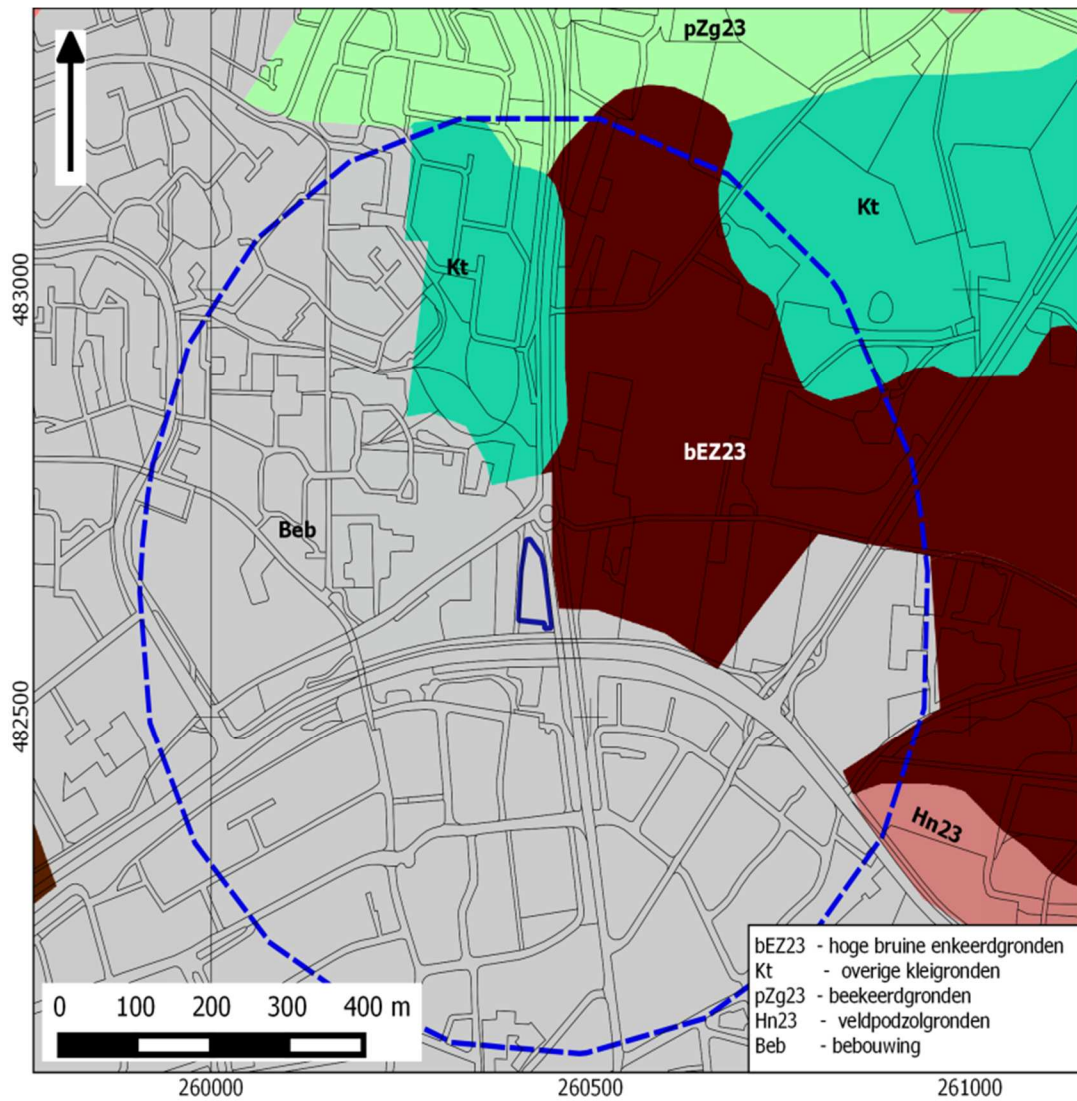 pZg23
Kt
483000
Kt
bEZ23
Beb
482500
Hn23
bEZ23 - hoge bruine enkeerdgronden
Kt - overige kleigronden
pZg23 - beekeerdgronden
Hn23 - veldpodzolgronden
Beb - bebouwing
0 100 200 300 400 m
260000 260500 261000